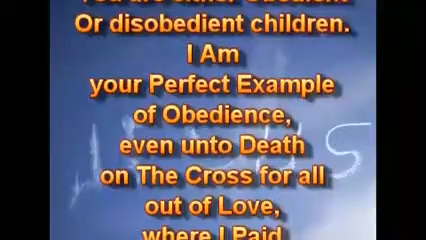 You are either Obedient
Or disobedient children.
I Am
your Perfect Example
of Obedience,
even unto Death
on The Cross for all
out of Love,
where I Paid